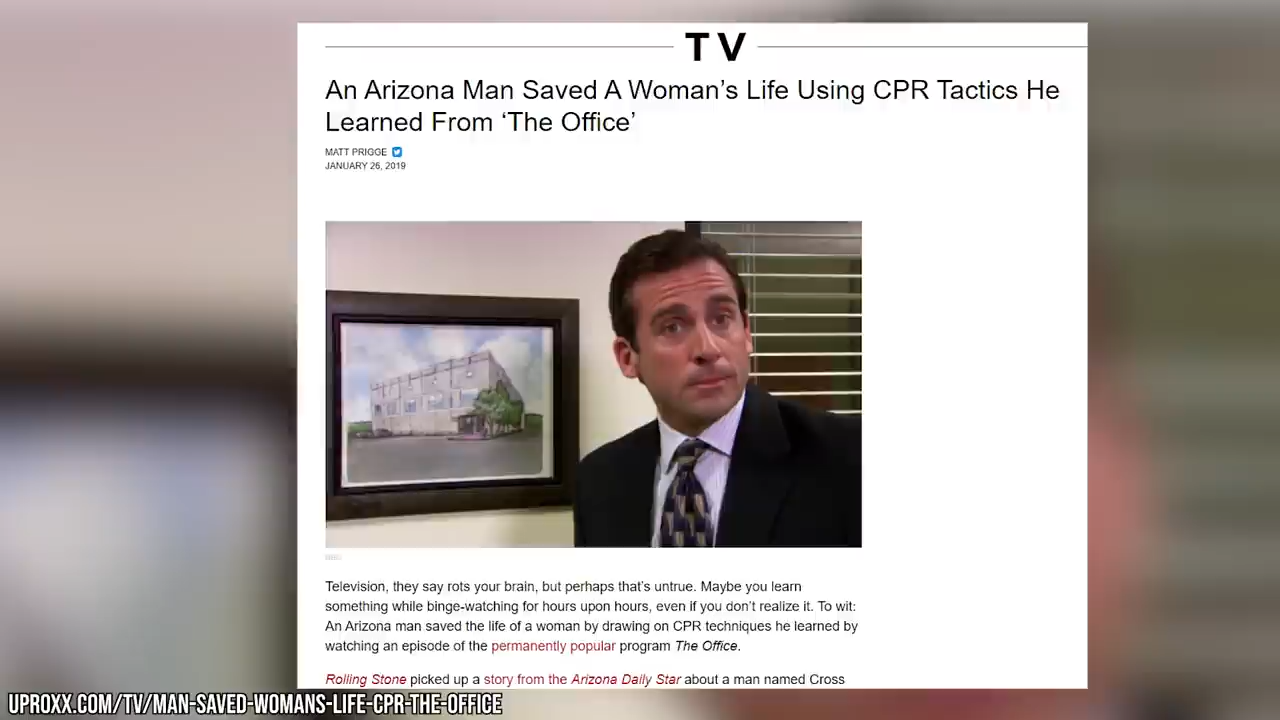 TV
An Arizona Man Saved A Woman’s Life Using CPR Tactics He
Learned From ‘The Office’
MATT PRIGGE
JANUARY 26, 2019
Television, they say rots your brain, but perhaps that’s untrue. Maybe you learn
something while binge-watching for hours upon hours, even if you don’t realize it. To wit:
An Arizona man saved the life of a woman by drawing on CPR techniques he learned by
watching an episode of the permanently popular program The Office.
Rolling Stone picked up a story from the Arizona Daily Star about a man named Cross
UPROXX.COM/TV/MAN-SAVED-WOMANS-LIFE-CPR-THE-OFFICE